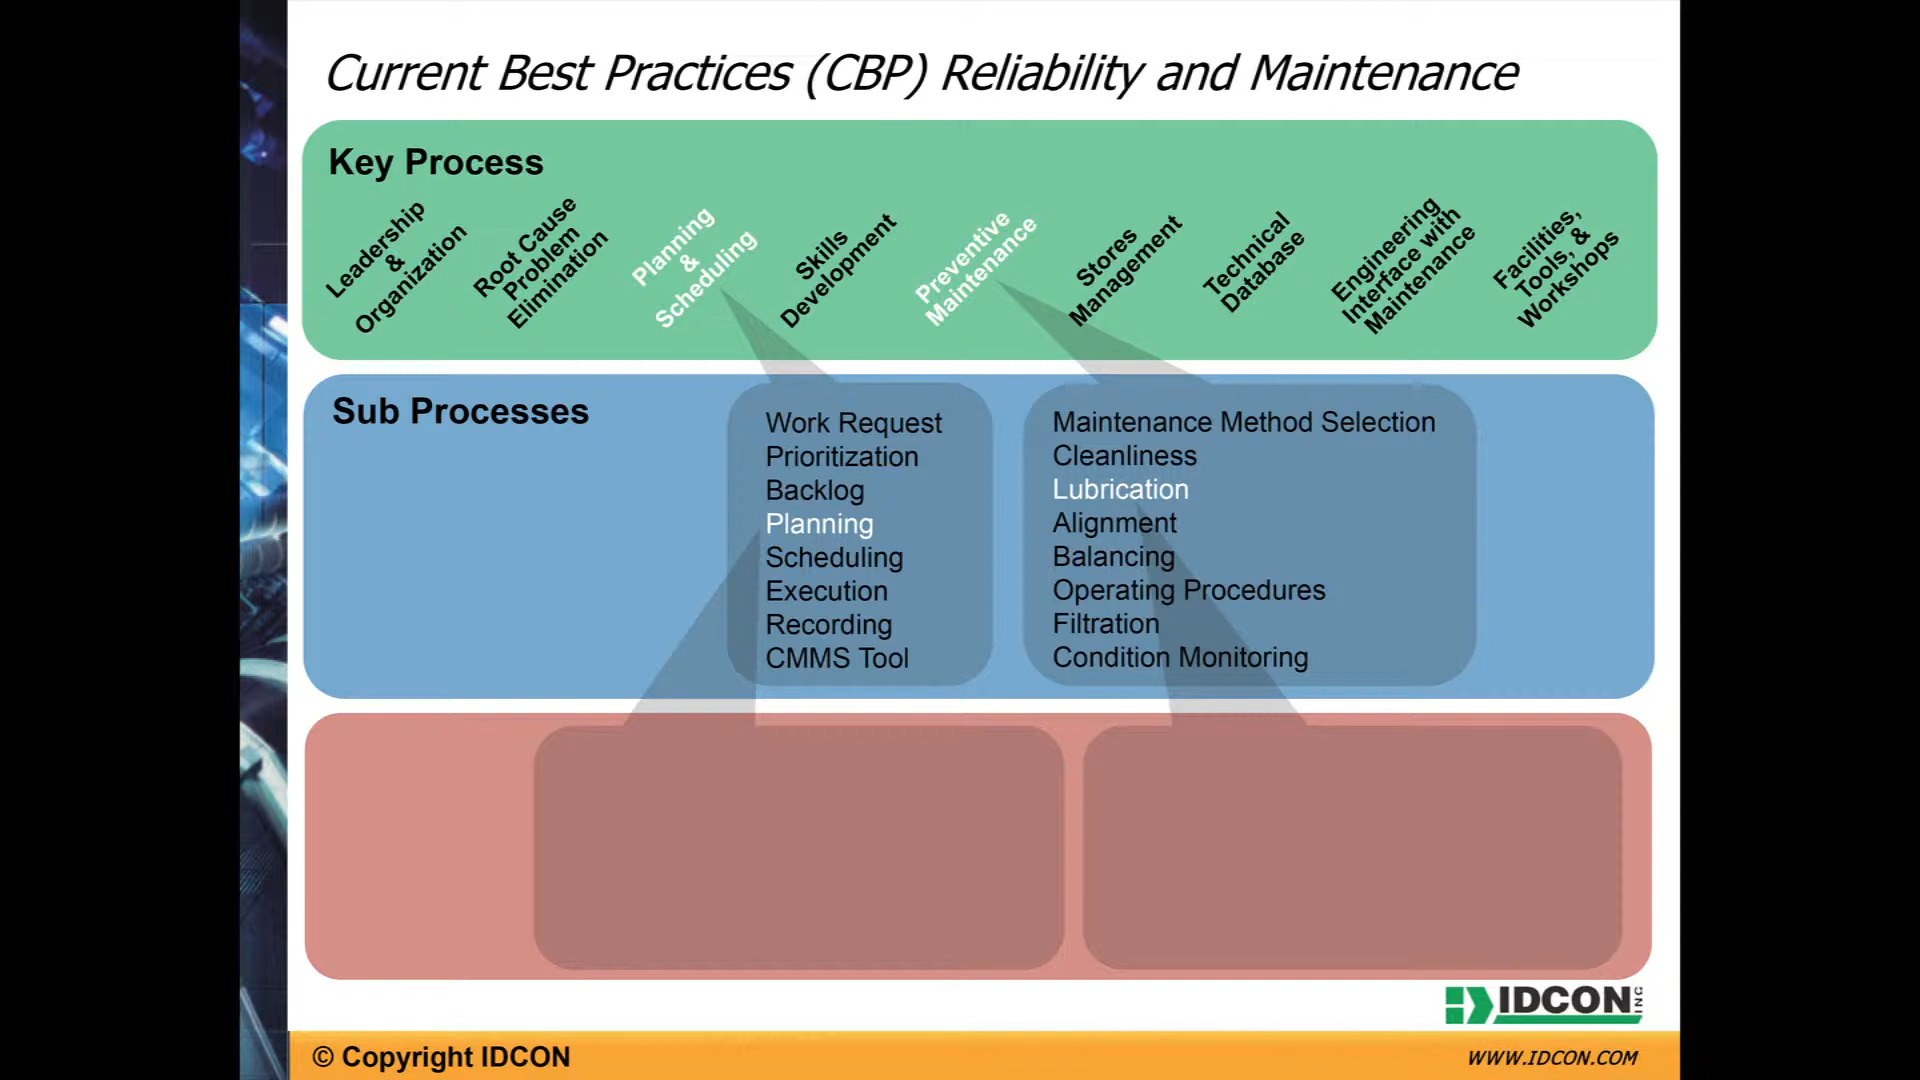 Current Best Practices (CBP) Reliability and Maintenance
Key Process
Leadership
&
Organization
Root Cause
Problem
Elimination
Planning
&
Scheduling
Skills
Development
Preventive
Maintenance
Stores
Management
Technical
Database
Engineering
Interface with
Maintenance
Facilities,
Tools, &
Workshops
Sub Processes
Work Request
Prioritization
Backlog
Planning
Scheduling
Execution
Recording
CMMS Tool
Maintenance Method Selection
Cleanliness
Lubrication
Alignment
Balancing
Operating Procedures
Filtration
Condition Monitoring
IDCON INC
© Copyright IDCON
WWW.IDCON.COM